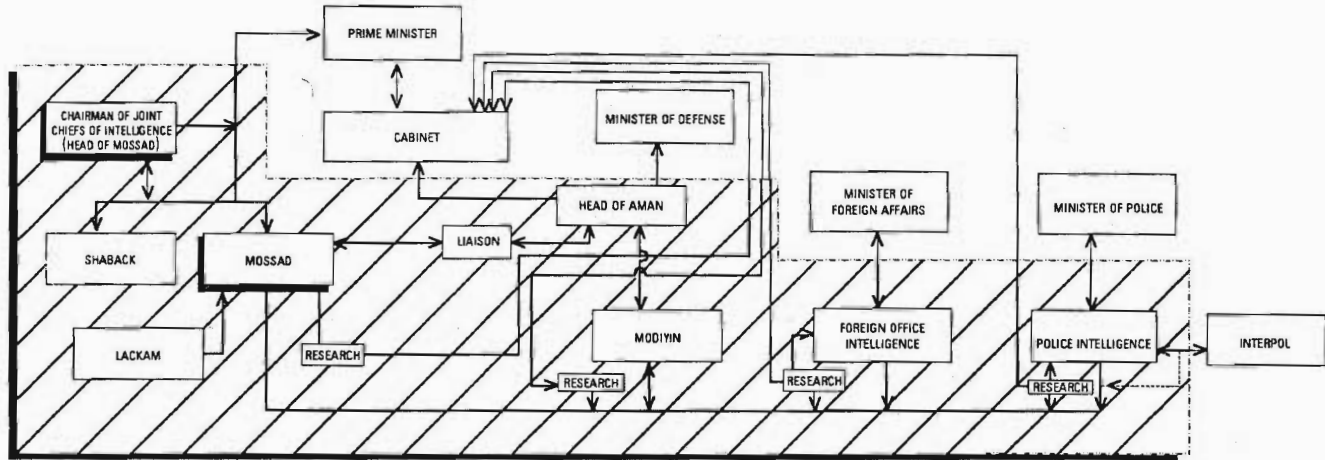 PRIME MINISTER
CHAIRMAN OF JOINT
CHIEFS OF INTELLIGENCE
(HEAD OF MOSSAD)
CABINET
MINISTER OF DEFENSE
HEAD OF AMAN
MINISTER OF
FOREIGN AFFAIRS
MINISTER OF POLICE
SHABACK
MOSSAD
LIAISON
LACKAM
RESEARCH
MODIYIN
RESEARCH
FOREIGN OFFICE
INTELLIGENCE
RESEARCH
POLICE INTELLIGENCE
RESEARCH
INTERPOL